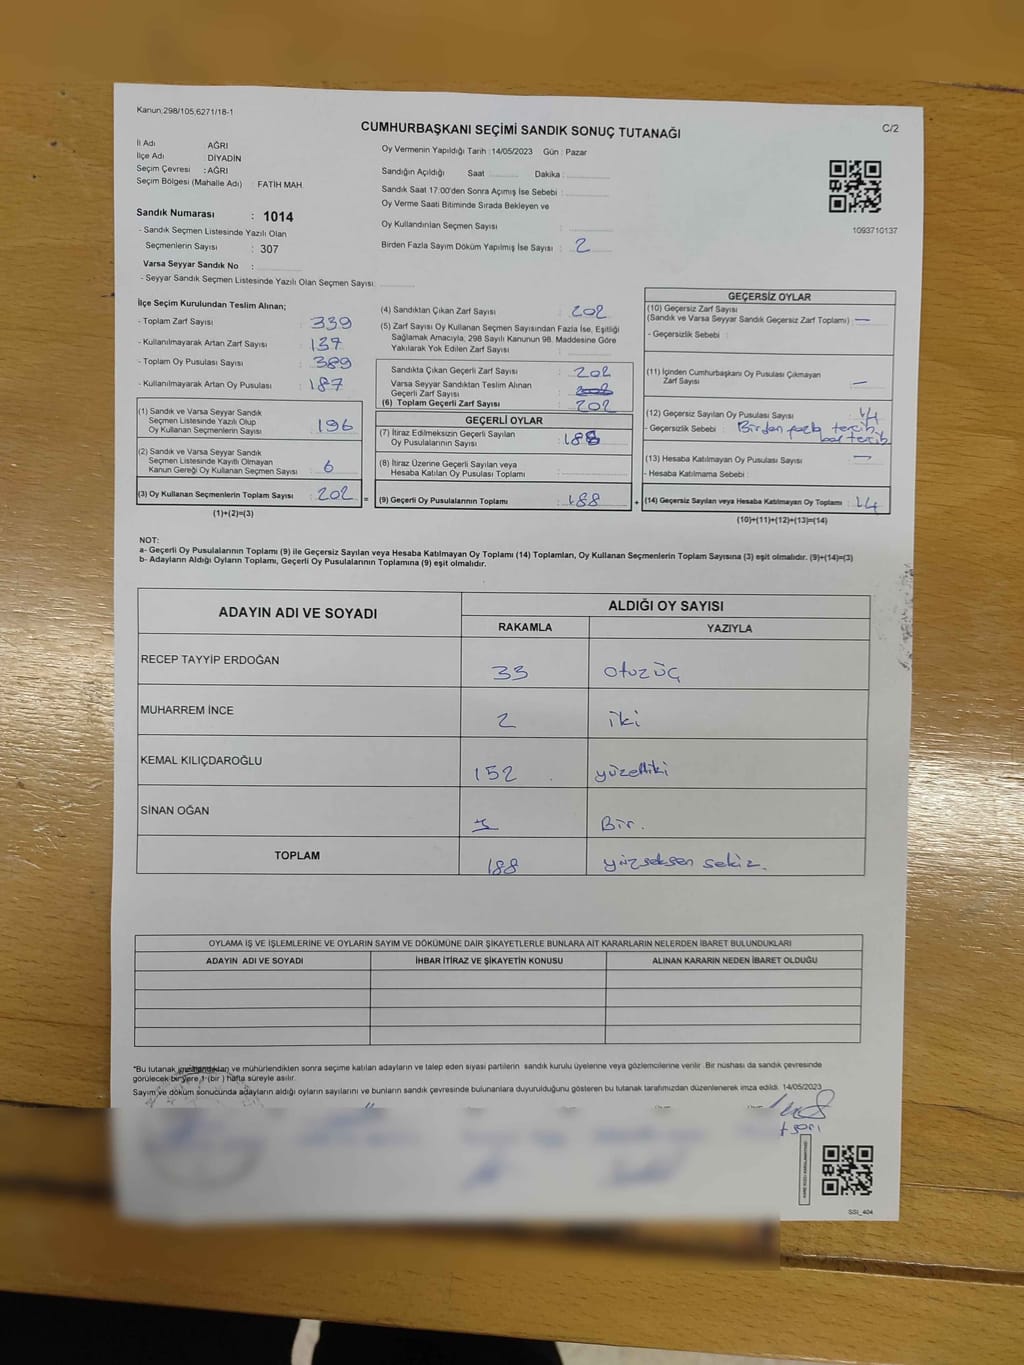 Kanun;298/105,6271/18-1
C/2
CUMHURBAŞKANI SEÇİMİ SANDIK SONUÇ TUTANAĞI
İl Adı : AĞRI
İlçe Adı : DİYADİN
Seçim Çevresi : AĞRI
Seçim Bölgesi (Mahalle Adı) : FATİH MAH.
Sandık Numarası : 1014
- Sandık Seçmen Listesinde Yazılı Olan
Seçmenlerin Sayısı : 307
Varsa Seyyar Sandık No :
- Seyyar Sandık Seçmen Listesinde Yazılı Olan Seçmen Sayısı:
Oy Vermenin Yapıldığı Tarih :14/05/2023 Gün : Pazar
Sandığın Açıldığı Saat Dakika :
Sandık Saat 17:00'den Sonra Açımış İse Sebebi :
Oy Verme Saati Bitiminde Sırada Bekleyen ve
Oy Kullandırılan Seçmen Sayısı :
Birden Fazla Sayım Döküm Yapılmış İse Sayısı : 2
1093710137
İlçe Seçim Kurulundan Teslim Alınan;
- Toplam Zarf Sayısı : 339
- Kullanılmayarak Artan Zarf Sayısı : 137
- Toplam Oy Pusulası Sayısı : 389
- Kullanılmayarak Artan Oy Pusulası : 187
(1) Sandık ve Varsa Seyyar Sandık
Seçmen Listesinde Yazılı Olup
Oy Kullanan Seçmenlerin Sayısı : 196
(2) Sandık ve Varsa Seyyar Sandık
Seçmen Listesinde Kayıtlı Olmayan
Kanun Gereği Oy Kullanan Seçmen Sayısı : 6
(3) Oy Kullanan Seçmenlerin Toplam Sayısı : 202 =
(1)+(2)=(3)
(4) Sandıktan Çıkan Zarf Sayısı : 202
(5) Zarf Sayısı Oy Kullanan Seçmen Sayısından Fazla İse, Eşitliği
Sağlamak Amacıyla, 298 Sayılı Kanunun 98. Maddesine Göre
Yakılarak Yok Edilen Zarf Sayısı :
Sandıkta Çıkan Geçerli Zarf Sayısı : 202
Varsa Seyyar Sandıktan Teslim Alınan
Geçerli Zarf Sayısı :
(6) Toplam Geçerli Zarf Sayısı : 202
GEÇERLİ OYLAR
(7) İtiraz Edilmeksizin Geçerli Sayılan
Oy Pusulalarının Sayısı : 188
(8) İtiraz Üzerine Geçerli Sayılan veya
Hesaba Katılan Oy Pusulası Toplamı :
(9) Geçerli Oy Pusulalarının Toplamı : 188 +
GEÇERSİZ OYLAR
(10) Geçersiz Zarf Sayısı
(Sandık ve Varsa Seyyar Sandık Geçersiz Zarf Toplamı) : —
- Geçersizlik Sebebi :
(11) İçinden Cumhurbaşkanı Oy Pusulası Çıkmayan
Zarf Sayısı : —
(12) Geçersiz Sayılan Oy Pusulası Sayısı : 14
- Geçersizlik Sebebi : Birden fazla tercih
tercih
(13) Hesaba Katılmayan Oy Pusulası Sayısı : —
- Hesaba Katılmama Sebebi :
(14) Geçersiz Sayılan veya Hesaba Katılmayan Oy Toplamı : 14
(10)+(11)+(12)+(13)=(14)
NOT:
a- Geçerli Oy Pusulalarının Toplamı (9) ile Geçersiz Sayılan veya Hesaba Katılmayan Oy Toplamı (14) Toplamları, Oy Kullanan Seçmenlerin Toplam Sayısına (3) eşit olmalıdır. (9)+(14)=(3)
b- Adayların Aldığı Oyların Toplamı, Geçerli Oy Pusulalarının Toplamına (9) eşit olmalıdır.
ADAYIN ADI VE SOYADI ALDIĞI OY SAYISI
RAKAMLA YAZIYLA
RECEP TAYYİP ERDOĞAN 33 otuzüç
MUHARREM İNCE 2 iki
KEMAL KILIÇDAROĞLU 152 yüzelliki
SİNAN OĞAN 1 Bir.
TOPLAM 188 yüzseksen sekiz.
OYLAMA İŞ VE İŞLEMLERİNE VE OYLARIN SAYIM VE DÖKÜMÜNE DAİR ŞİKAYETLERLE BUNLARA AİT KARARLARIN NELERDEN İBARET BULUNDUKLARI
ADAYIN ADI VE SOYADI İHBAR İTİRAZ VE ŞİKAYETİN KONUSU ALINAN KARARIN NEDEN İBARET OLDUĞU
*Bu tutanak imzalandıktan ve mühürlendikten sonra seçime katılan adayların ve talep eden siyasi partilerin sandık kurulu üyelerine veya gözlemcilerine verilir. Bir nüshası da sandık çevresinde
görülecek bir yere 1 (bir ) hafta süreyle asılır.
Sayım ve döküm sonucunda adayların aldığı oyların sayılarını ve bunların sandık çevresinde bulunanlara duyurulduğunu gösteren bu tutanak tarafımızdan düzenlenerek imza edildi. 14/05/2023
SSİ_404